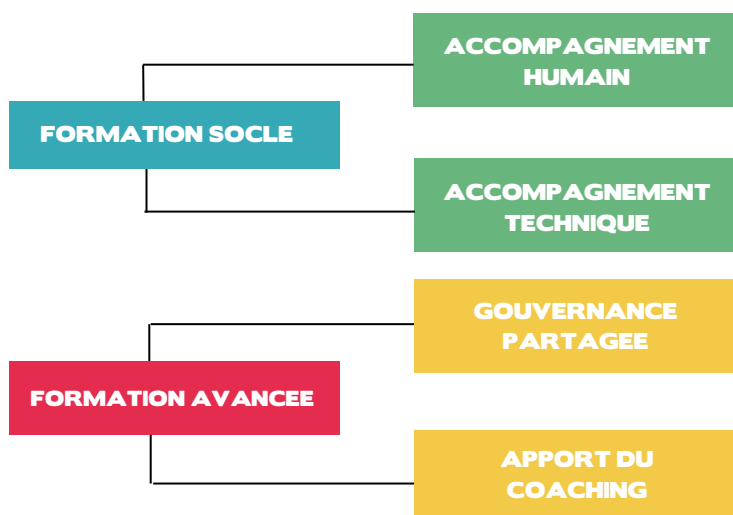 ACCOMPAGNEMENT
HUMAIN
FORMATION SOCLE
ACCOMPAGNEMENT
TECHNIQUE
GOUVERNANCE
PARTAGEE
FORMATION AVANCEE
APPORT DU
COACHING